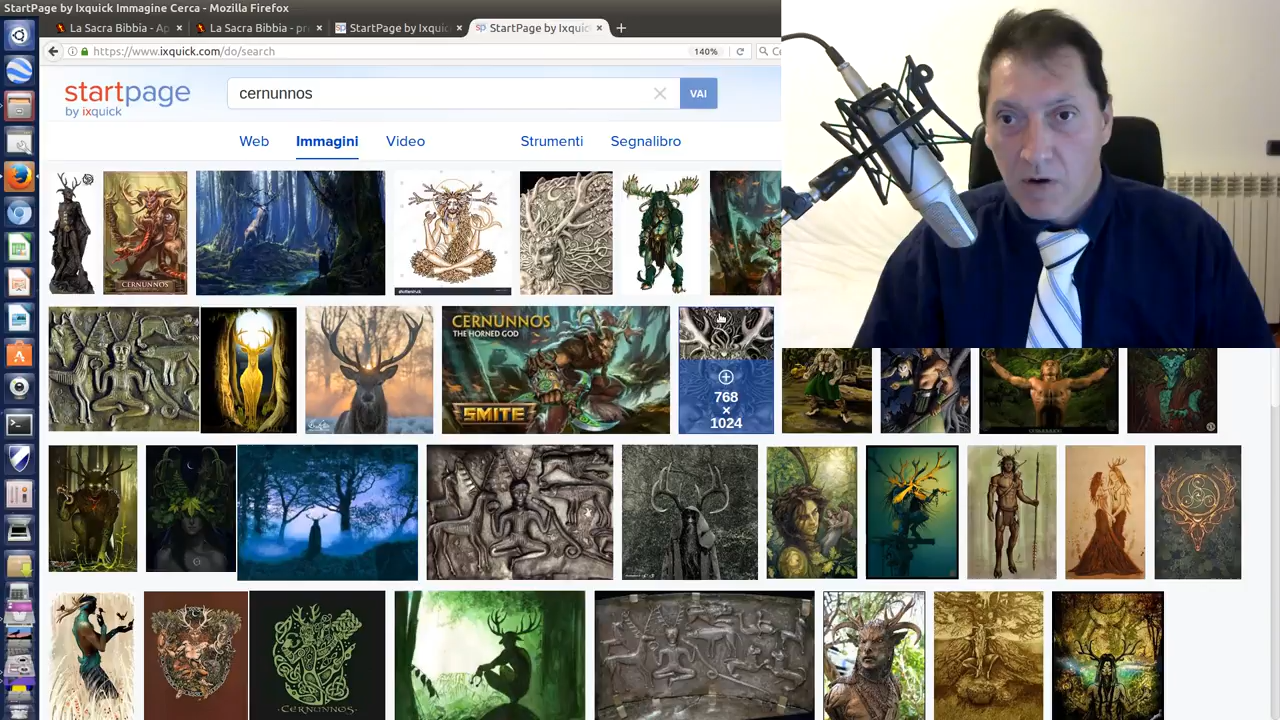 StartPage by Ixquick Immagine Cerca - Mozilla Firefox
La Sacra Bibbia - Ap
La Sacra Bibbia - pr
StartPage by Ixquic
StartPage by Ixquic
https://www.ixquick.com/do/search
140%
startpage
by ixquick
cernunnos
VAI
Web
Immagini
Video
Strumenti
Segnalibro
CERNUNNOS
CERNUNNOS
THE HORNED GOD
SMITE
768
×
1024
CERNUNNOS